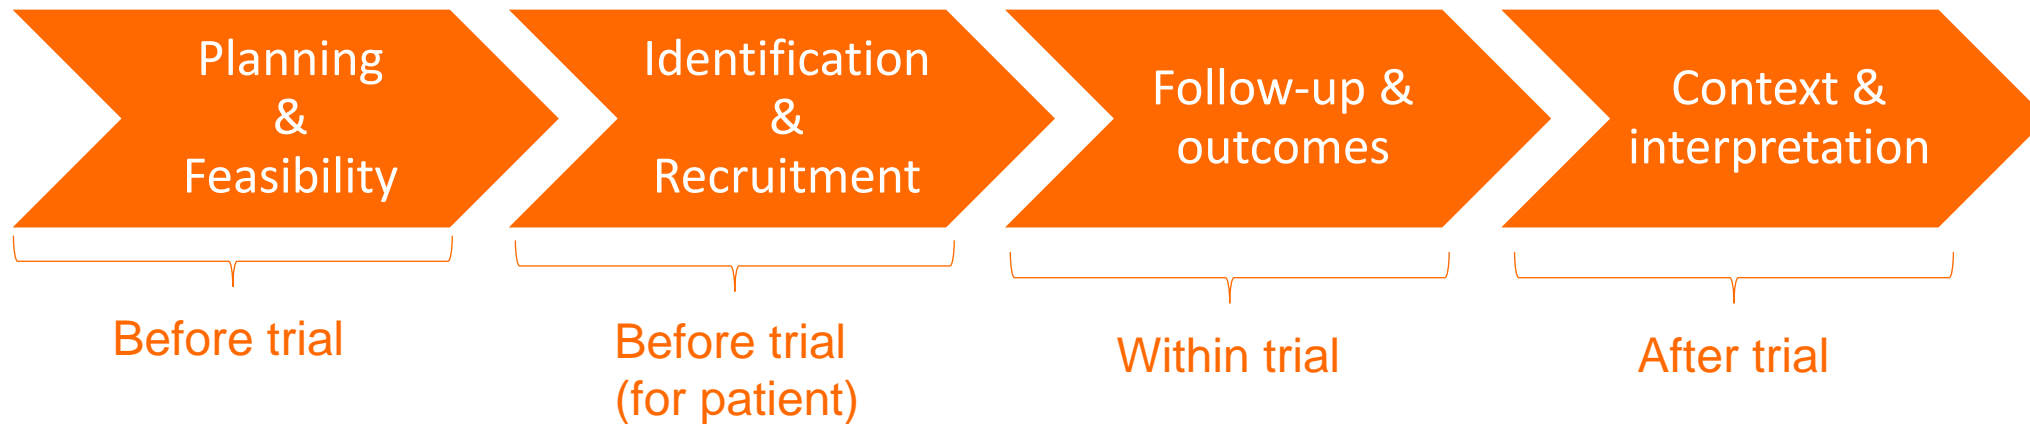 Planning
&
Feasibility
Identification
&
Recruitment
Follow-up &
outcomes
Context &
interpretation
Before trial
Before trial
(for patient)
Within trial
After trial